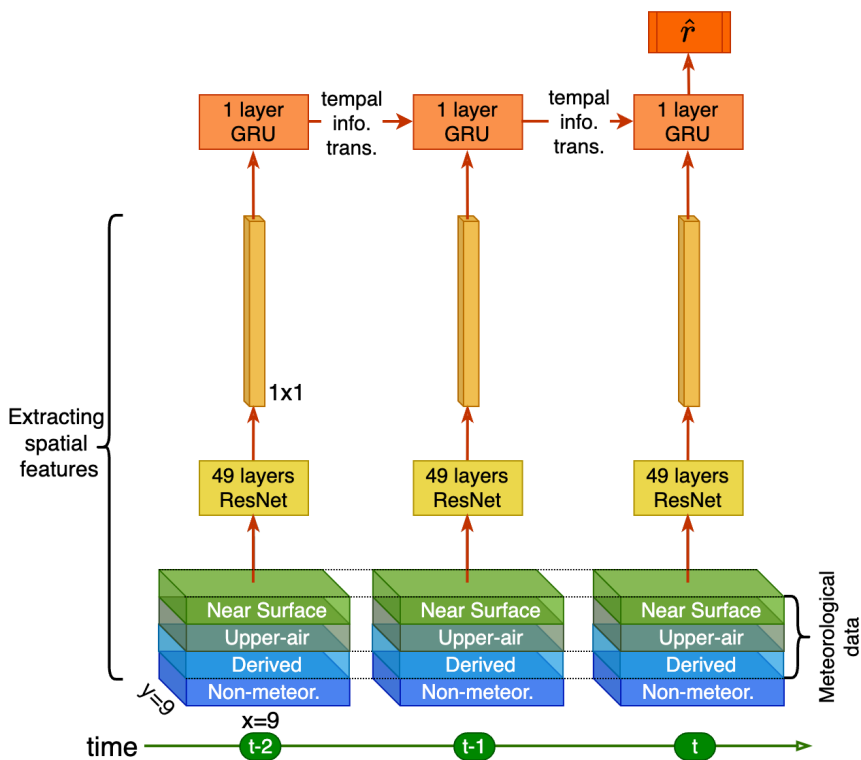 r̂
1 layer
GRU
tempal
info.
trans.
1 layer
GRU
tempal
info.
trans.
1 layer
GRU
1x1
Extracting
spatial
features
49 layers
ResNet
49 layers
ResNet
49 layers
ResNet
Near Surface
Upper-air
Derived
Non-meteor.
Near Surface
Upper-air
Derived
Non-meteor.
Near Surface
Upper-air
Derived
Non-meteor.
Meteorological
data
y=9
x=9
time
t-2
t-1
t